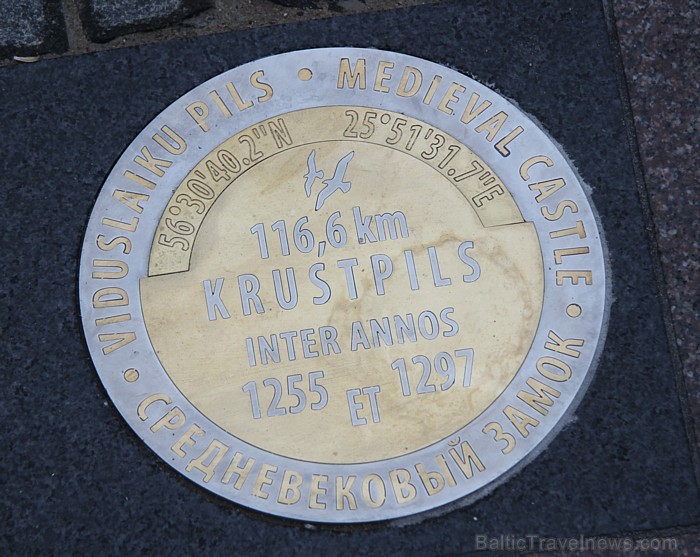 VIDUSLAIKU PILS • MEDIEVAL CASTLE • СРЕДНЕВЕКОВЫЙ ЗАМОК •
56°30'40.2"N 25°51'31.7"E
116,6 km
KRUSTPILS
INTER ANNOS
1255 ET 1297
BalticTravelnews.com